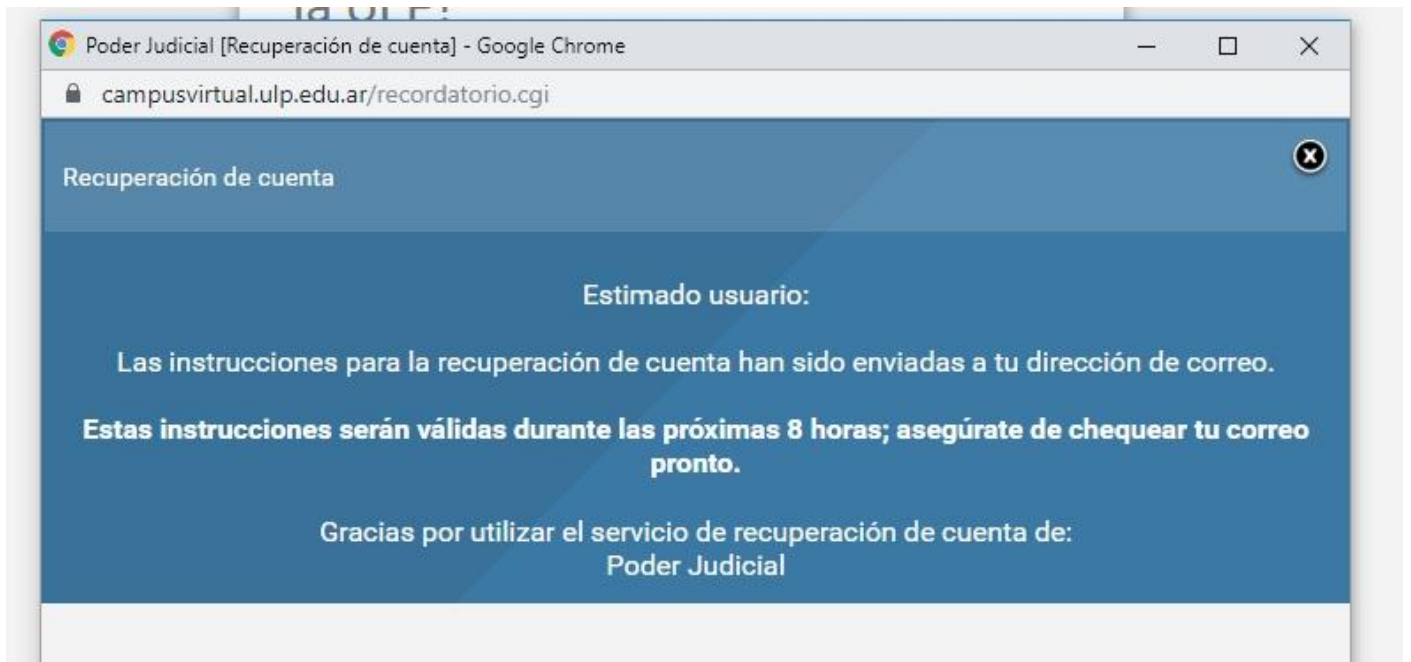 Poder Judicial [Recuperación de cuenta] - Google Chrome
campusvirtual.ulp.edu.ar/recordatorio.cgi
Recuperación de cuenta
Estimado usuario:
Las instrucciones para la recuperación de cuenta han sido enviadas a tu dirección de correo.
Estas instrucciones serán válidas durante las próximas 8 horas; asegúrate de chequear tu correo
pronto.
Gracias por utilizar el servicio de recuperación de cuenta de:
Poder Judicial